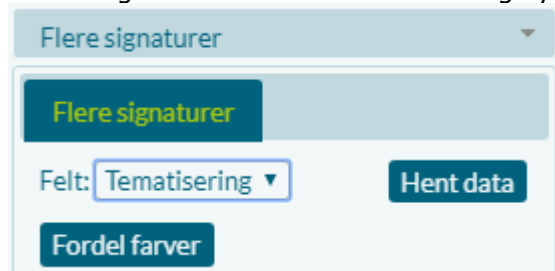 Flere signaturer
Flere signaturer
Felt: Tematisering Hent data
Fordel farver